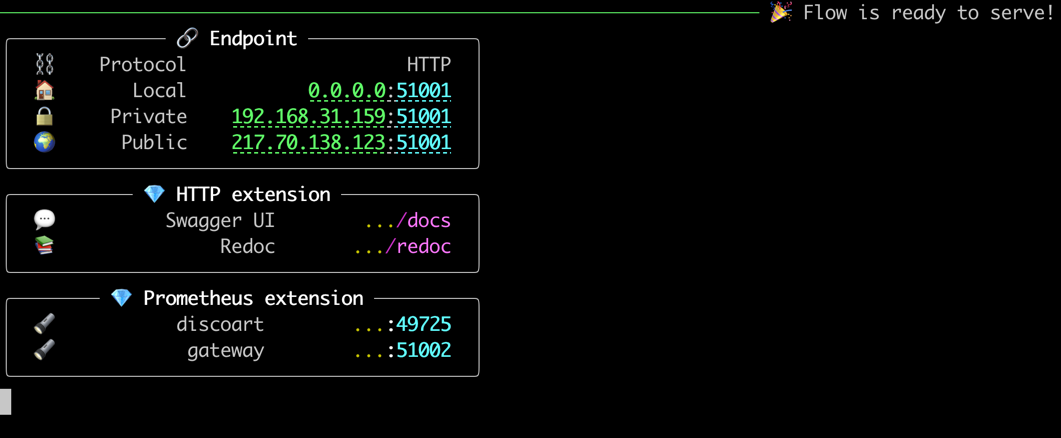 🎉 Flow is ready to serve!
🔗 Endpoint
⛓ Protocol HTTP
🏠 Local 0.0.0.0:51001
🔒 Private 192.168.31.159:51001
🌍 Public 217.70.138.123:51001
💎 HTTP extension
💬 Swagger UI .../docs
📚 Redoc .../redoc
💎 Prometheus extension
🔦 discoart ...:49725
🔦 gateway ...:51002